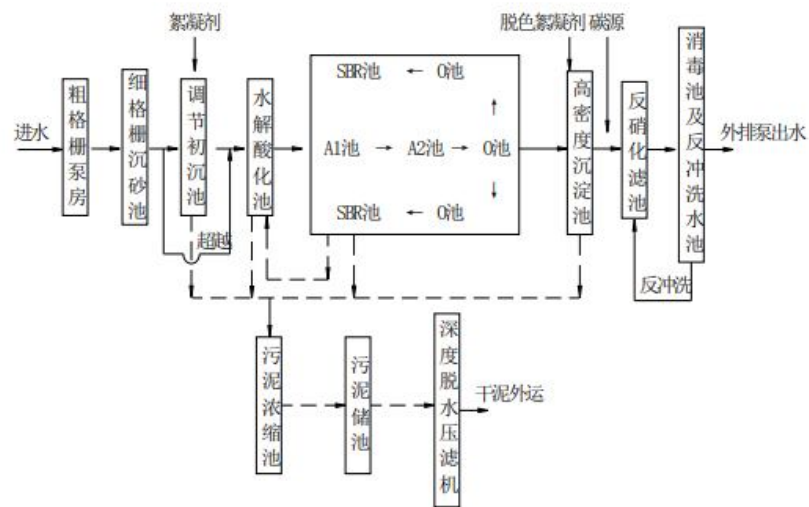 絮凝剂
脱色絮凝剂 碳源
进水
粗格栅泵房
细格栅沉砂池
调节初沉池
超越
水解酸化池
SBR池 ← O池
A1池 → A2池 → O池
SBR池 ← O池
高密度沉淀池
反硝化滤池
消毒池及反冲洗水池
外排泵出水
反冲洗
污泥浓缩池
污泥储池
深度脱水压滤机
干泥外运